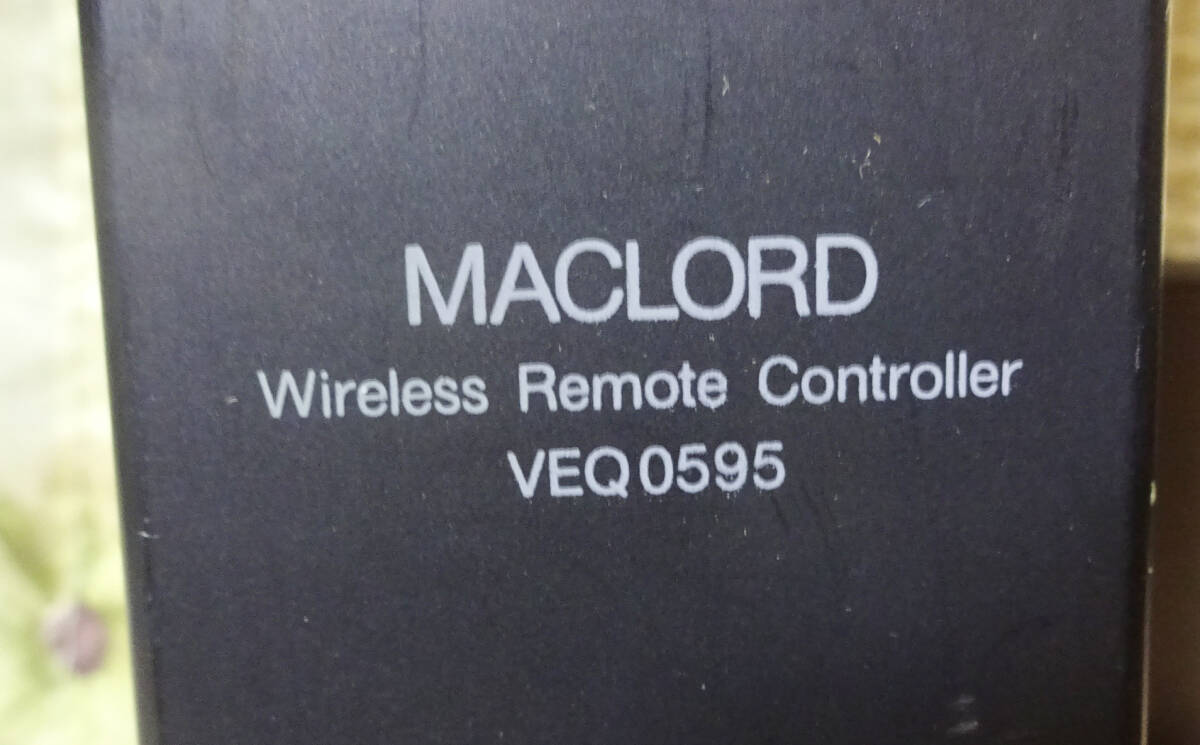 MACLORD
Wireless Remote Controller
VEQ0595